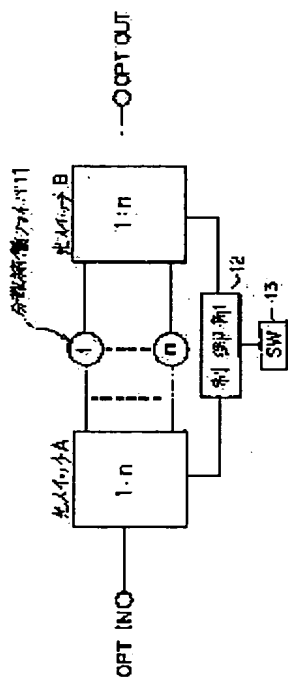 分散補償ファイバ11
光スイッチA
光スイッチB
1·n
1:n
1
n
OPT IN
OPT OUT
制御部
12
SW
13